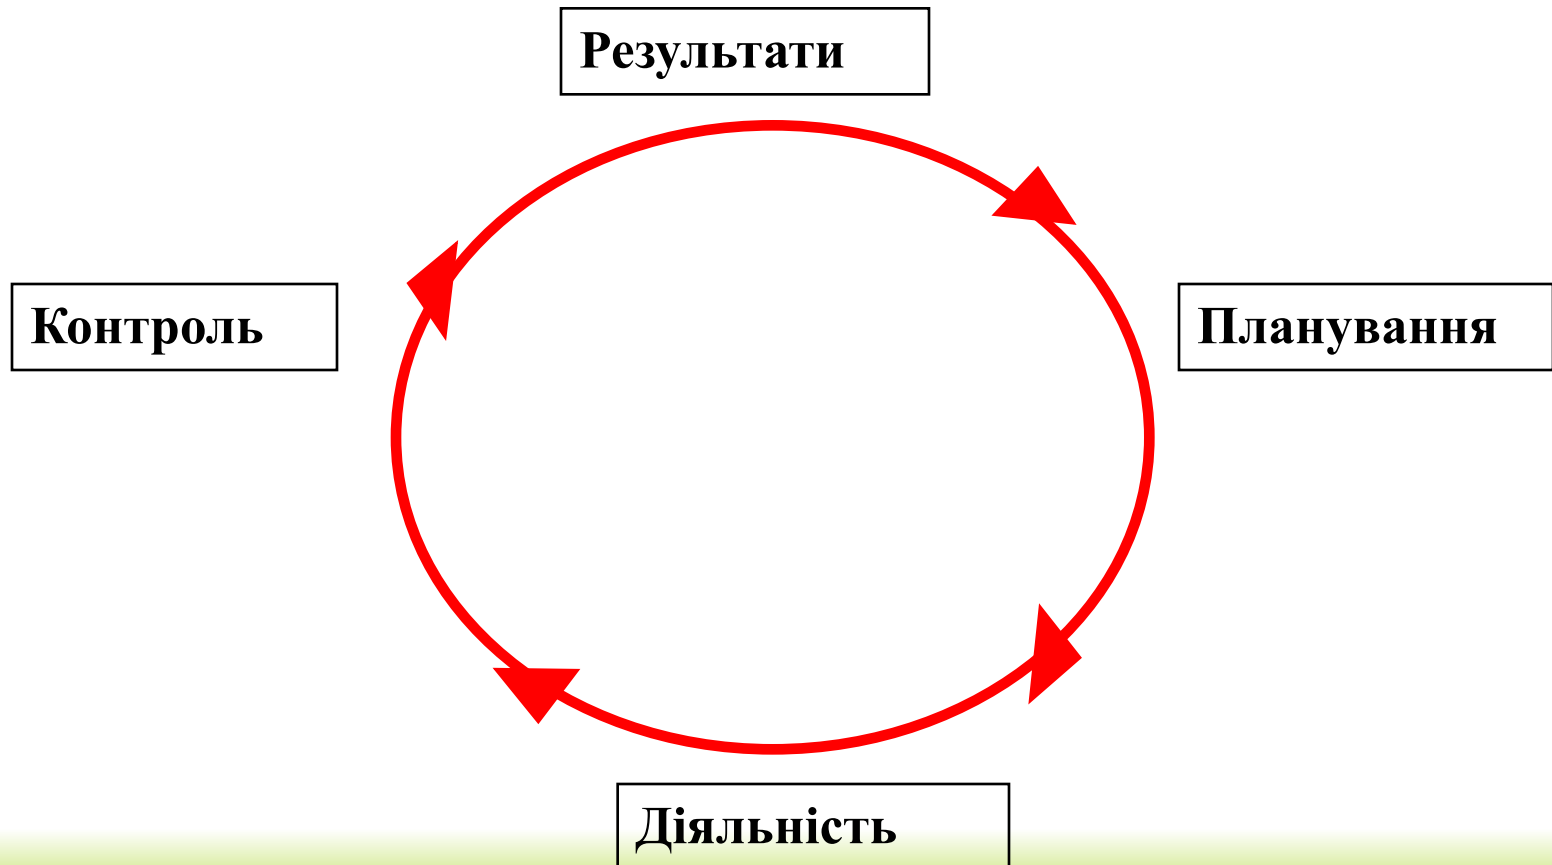 Результати
Контроль
Планування
Діяльність